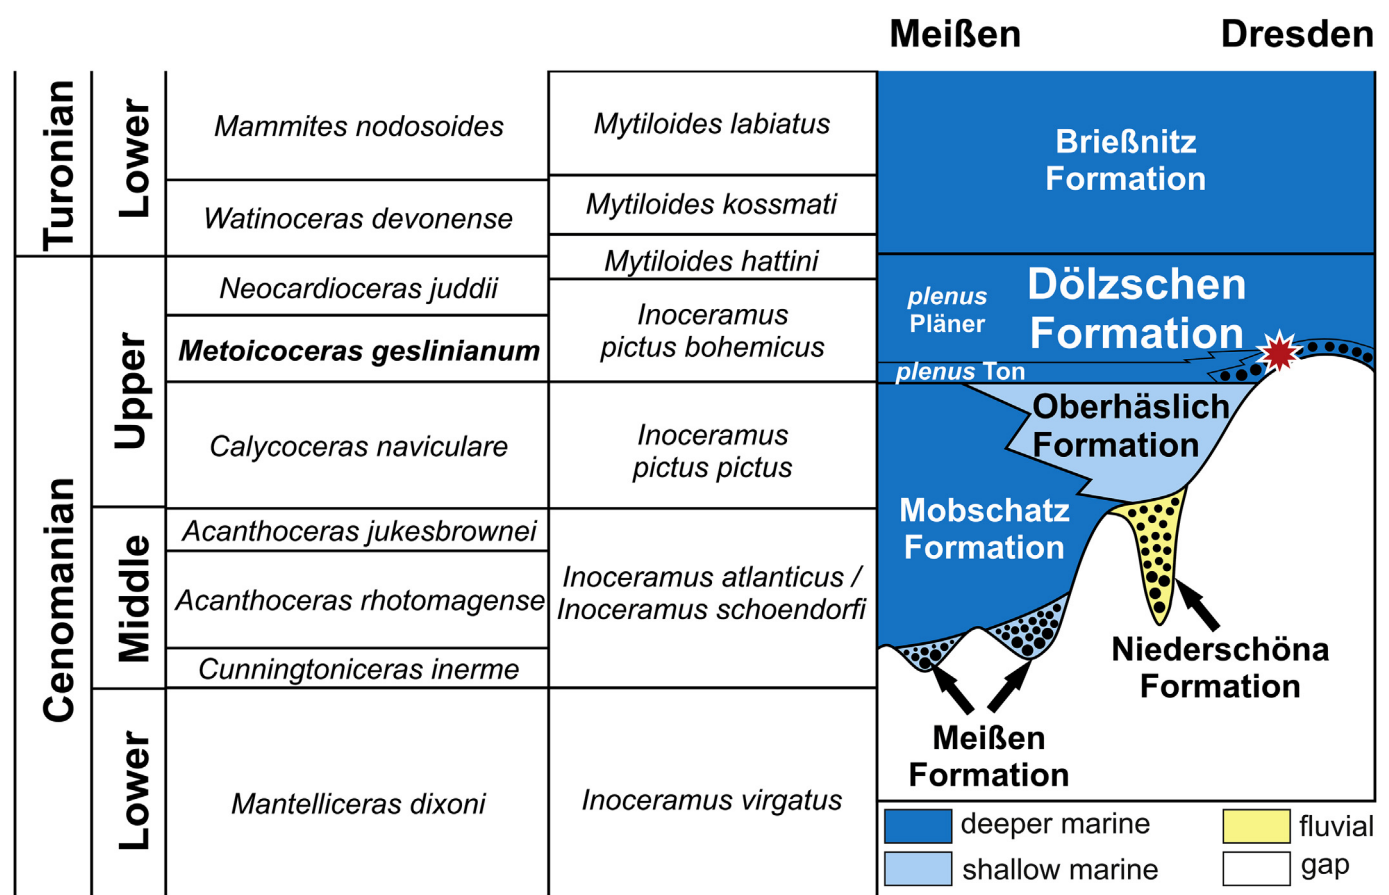 Meißen
Dresden
Turonian
Lower
Mammites nodosoides
Watinoceras devonense
Cenomanian
Upper
Neocardioceras juddii
Metoicoceras geslinianum
Calycoceras naviculare
Middle
Acanthoceras jukesbrownei
Acanthoceras rhotomagense
Cunningtoniceras inerme
Lower
Mantelliceras dixoni
Mytiloides labiatus
Mytiloides kossmati
Mytiloides hattini
Inoceramus
pictus bohemicus
Inoceramus
pictus pictus
Inoceramus atlanticus /
Inoceramus schoendorfi
Inoceramus virgatus
Brießnitz
Formation
plenus
Pläner
Dölzschen
Formation
plenus Ton
Oberhäslich
Formation
Mobschatz
Formation
Niederschöna
Formation
Meißen
Formation
deeper marine
fluvial
shallow marine
gap